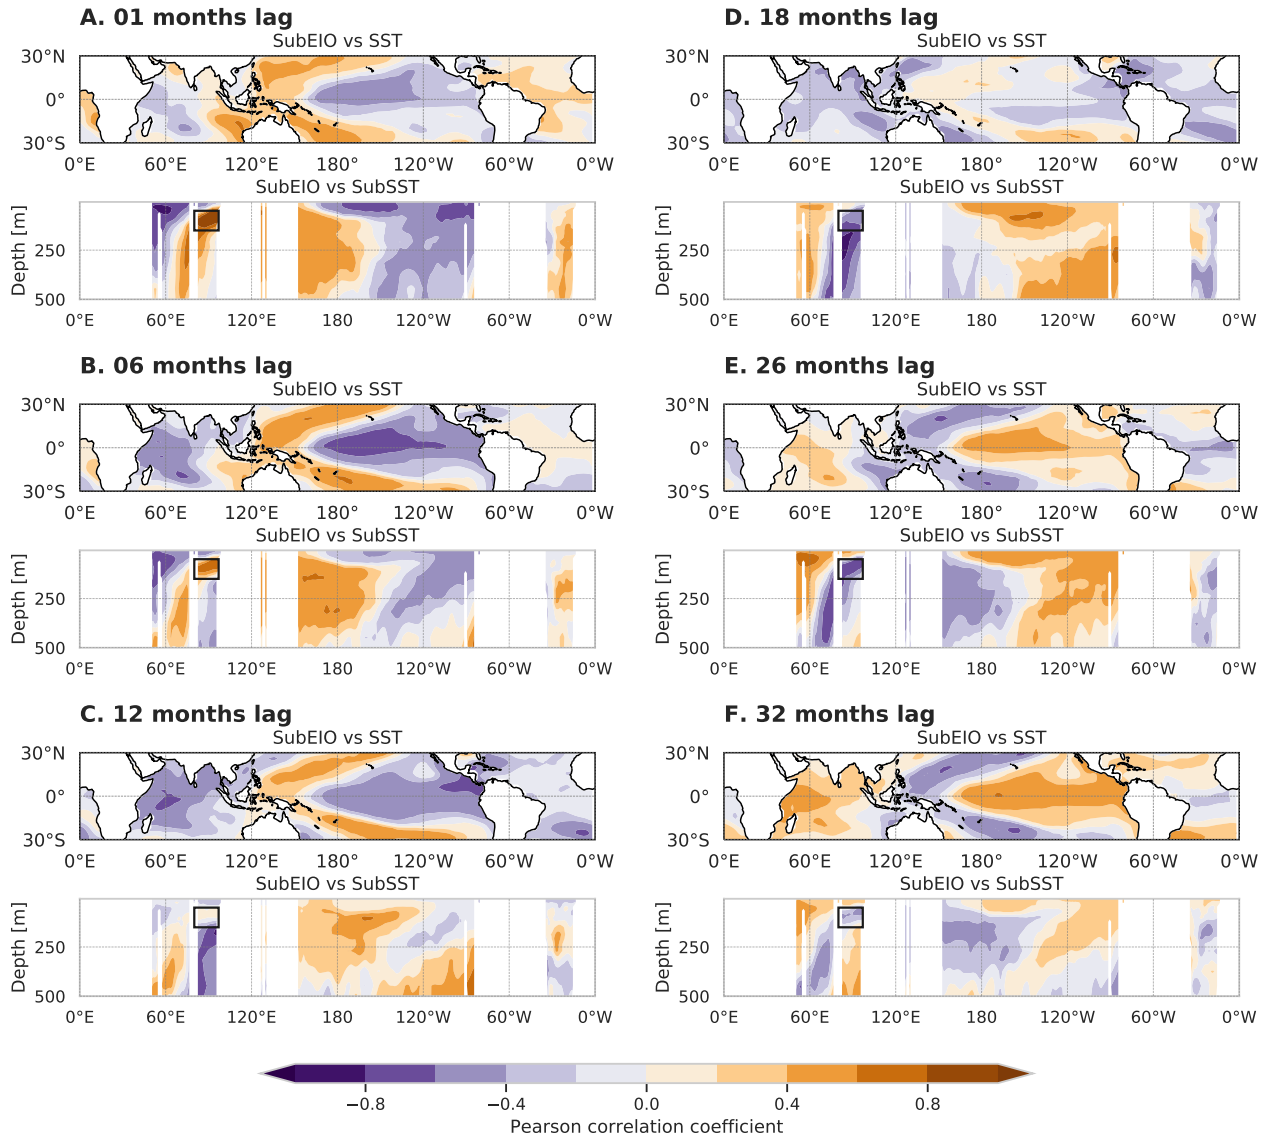 A. 01 months lag
SubEIO vs SST
30°N
0°
30°S
0°E 60°E 120°E 180 120°W 60°W 0°W
SubEIO vs SubSST
Depth [m]
250
500
0°E 60°E 120°E 180 120°W 60°W 0°W
B. 06 months lag
SubEIO vs SST
30°N
0°
30°S
0°E 60°E 120°E 180 120°W 60°W 0°W
SubEIO vs SubSST
Depth [m]
250
500
0°E 60°E 120°E 180 120°W 60°W 0°W
C. 12 months lag
SubEIO vs SST
30°N
0°
30°S
0°E 60°E 120°E 180 120°W 60°W 0°W
SubEIO vs SubSST
Depth [m]
250
500
0°E 60°E 120°E 180 120°W 60°W 0°W
D. 18 months lag
SubEIO vs SST
30°N
0°
30°S
0°E 60°E 120°E 180 120°W 60°W 0°W
SubEIO vs SubSST
Depth [m]
250
500
0°E 60°E 120°E 180 120°W 60°W 0°W
E. 26 months lag
SubEIO vs SST
30°N
0°
30°S
0°E 60°E 120°E 180 120°W 60°W 0°W
SubEIO vs SubSST
Depth [m]
250
500
0°E 60°E 120°E 180 120°W 60°W 0°W
F. 32 months lag
SubEIO vs SST
30°N
0°
30°S
0°E 60°E 120°E 180 120°W 60°W 0°W
SubEIO vs SubSST
Depth [m]
250
500
0°E 60°E 120°E 180 120°W 60°W 0°W
−0.8 −0.4 0.0 0.4 0.8
Pearson correlation coefficient